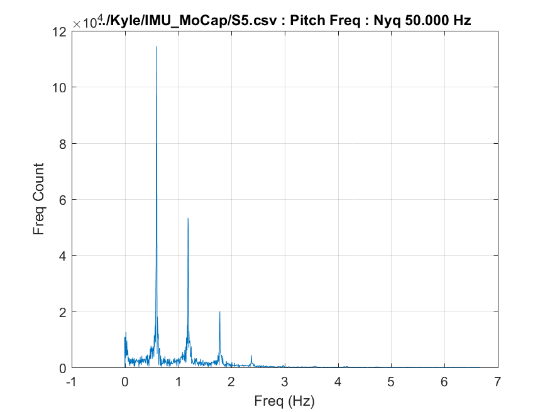 ×10⁴
../Kyle/IMU_MoCap/S5.csv : Pitch Freq : Nyq 50.000 Hz
12
10
8
6
4
2
0
Freq Count
-1 0 1 2 3 4 5 6 7
Freq (Hz)